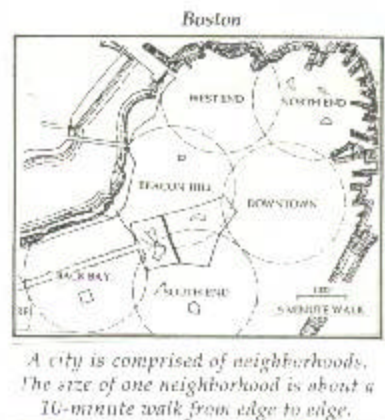 Boston
WEST END
NORTH END
BEACON HILL
DOWNTOWN
BACK BAY
SOUTH END
5 MINUTE WALK
A city is comprised of neighborhoods.
The size of one neighborhood is about a
10-minute walk from edge to edge.